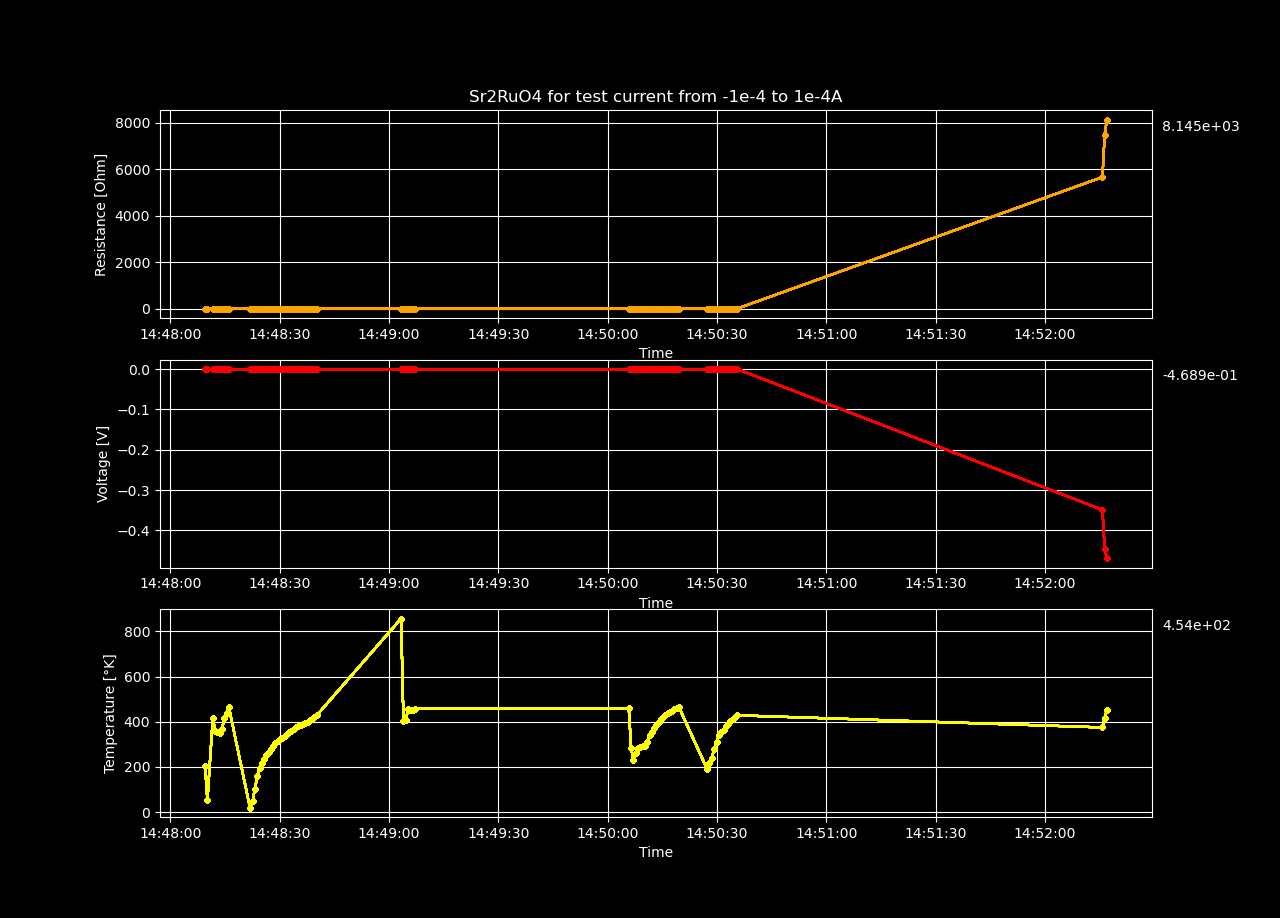 Sr2RuO4 for test current from -1e-4 to 1e-4A
8000
6000
4000
2000
0
Resistance [Ohm]
8.145e+03
14:48:00 14:48:30 14:49:00 14:49:30 14:50:00 14:50:30 14:51:00 14:51:30 14:52:00
Time
0.0
−0.1
−0.2
−0.3
−0.4
Voltage [V]
-4.689e-01
14:48:00 14:48:30 14:49:00 14:49:30 14:50:00 14:50:30 14:51:00 14:51:30 14:52:00
Time
800
600
400
200
0
Temperature [°K]
4.54e+02
14:48:00 14:48:30 14:49:00 14:49:30 14:50:00 14:50:30 14:51:00 14:51:30 14:52:00
Time